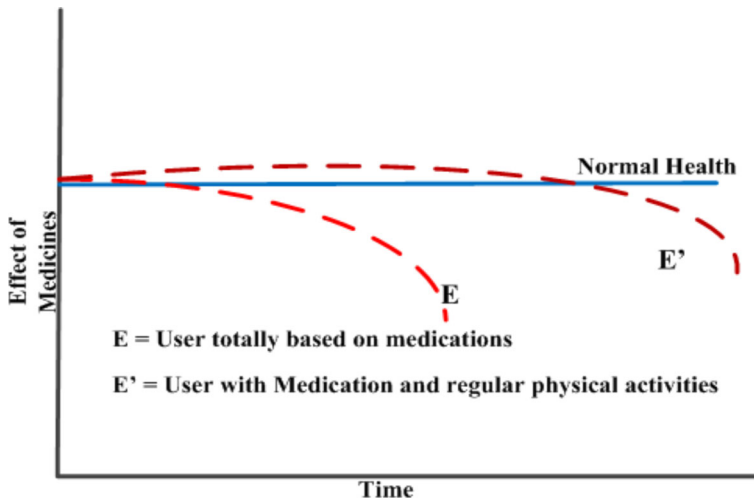 Normal Health
Effect of
Medicines
E’
E
E = User totally based on medications
E’ = User with Medication and regular physical activities
Time